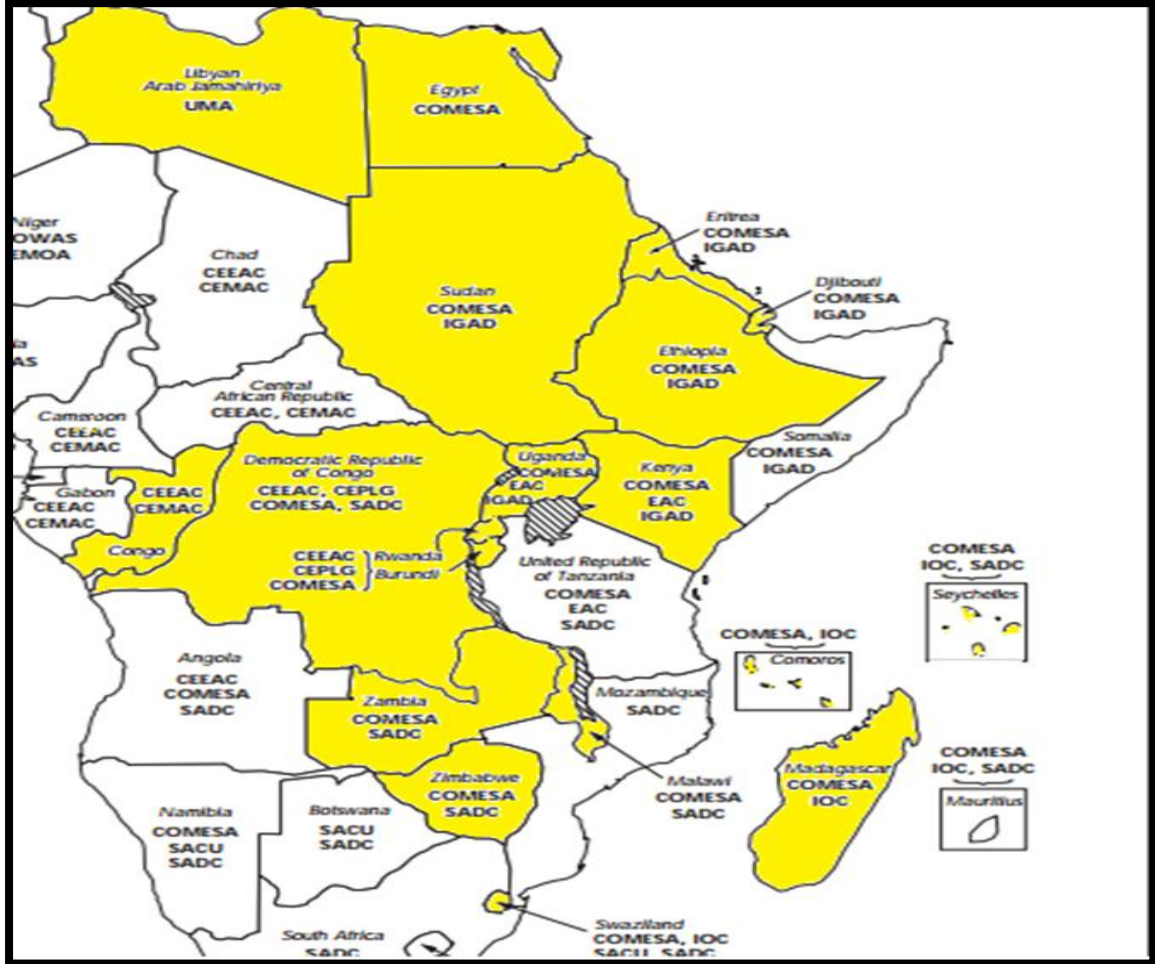 Libyan
Arab Jamahiriya
UMA
Egypt
COMESA
Niger
OWAS
EMOA
Chad
CEEAC
CEMAC
Sudan
COMESA
IGAD
Eritrea
COMESA
IGAD
Djibouti
COMESA
IGAD
Ethiopia
COMESA
IGAD
ia
AS
Central
African Republic
CEEAC, CEMAC
Cameroon
CEEAC
CEMAC
Somalia
COMESA
IGAD
Democratic Republic
of Congo
CEEAC, CEPLG
COMESA, SADC
Uganda
COMESA
EAC
IGAD
Kenya
COMESA
EAC
IGAD
Gabon
CEEAC
CEMAC
CEEAC
CEMAC
Congo
CEEAC
CEPLG
COMESA
Rwanda
Burundi
United Republic
of Tanzania
COMESA
EAC
SADC
COMESA
IOC, SADC
Seychelles
COMESA, IOC
Comoros
Angola
CEEAC
COMESA
SADC
Zambia
COMESA
SADC
Mozambique
SADC
Malawi
COMESA
SADC
Madagascar
COMESA
IOC
COMESA
IOC, SADC
Mauritius
Zimbabwe
COMESA
SADC
Namibia
COMESA
SACU
SADC
Botswana
SACU
SADC
South Africa
SADC
Swaziland
COMESA, IOC
SACU, SADC